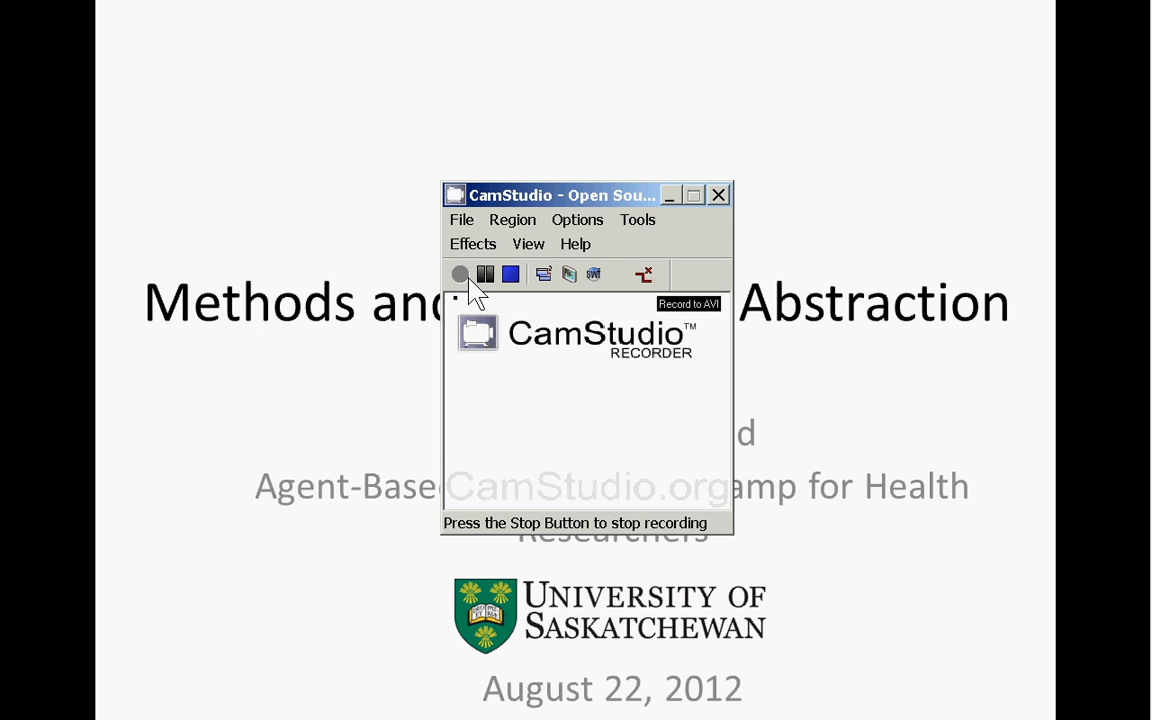 CamStudio - Open Sou...
File Region Options Tools
Effects View Help
Record to AVI
CamStudio™
RECORDER
CamStudio.org
Press the Stop Button to stop recording
Methods and Abstraction
d
Agent-Base amp for Health
Researchers
UNIVERSITY OF
SASKATCHEWAN
August 22, 2012